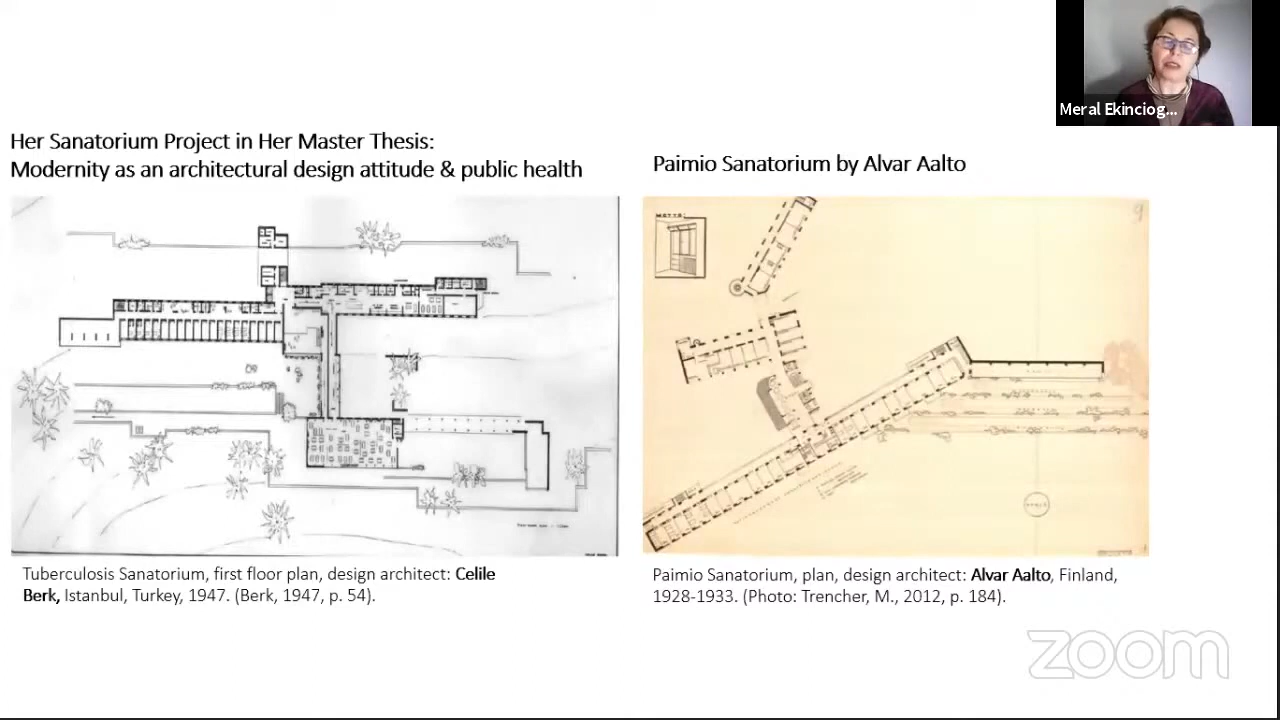 Meral Ekinciog...
Her Sanatorium Project in Her Master Thesis:
Modernity as an architectural design attitude & public health
Paimio Sanatorium by Alvar Aalto
Tuberculosis Sanatorium, first floor plan, design architect: Celile
Berk, Istanbul, Turkey, 1947. (Berk, 1947, p. 54).
Paimio Sanatorium, plan, design architect: Alvar Aalto, Finland,
1928-1933. (Photo: Trencher, M., 2012, p. 184).
zoom